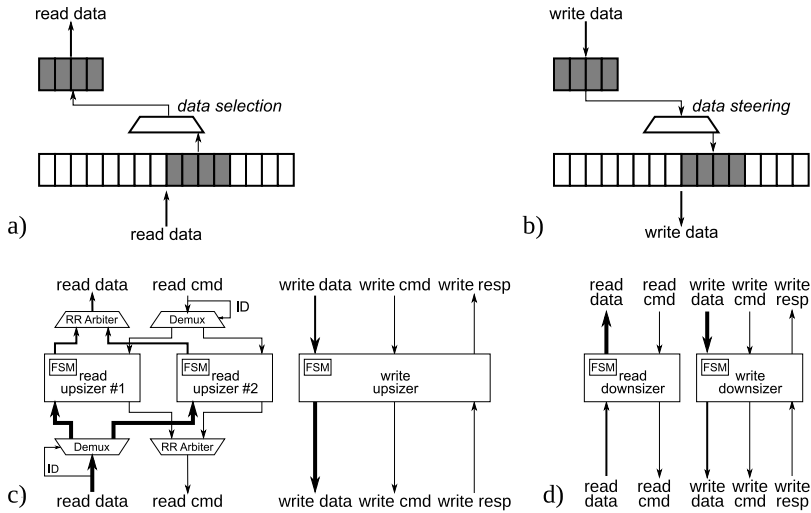 read data
data selection
read data
a)
write data
data steering
write data
b)
read data
read cmd
ID
RR Arbiter
Demux
FSM
read
upsizer #1
FSM
read
upsizer #2
Demux
RR Arbiter
ID
read data
read cmd
c)
write data
write cmd
write resp
FSM
write
upsizer
write data
write cmd
write resp
read
data
read
cmd
write
data
write
cmd
write
resp
FSM
read
downsizer
FSM
write
downsizer
read
data
read
cmd
write
data
write
cmd
write
resp
d)